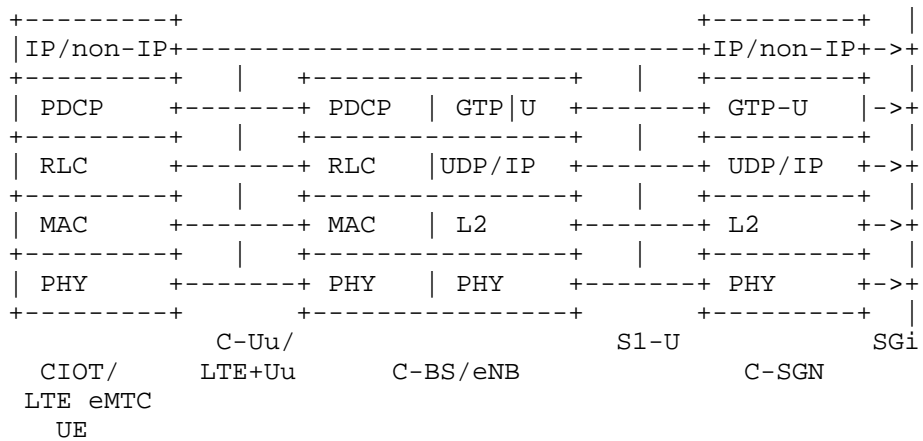 +---------+                                 +---------+  |
|IP/non-IP+---------------------------------+IP/non-IP+->+
+---------+   |   +----------------+   |    +---------+  |
| PDCP    +-------+ PDCP   | GTP|U +--------+ GTP-U   |->+
+---------+   |   +----------------+   |    +---------+  |
| RLC     +-------+ RLC    |UDP/IP  +-------+ UDP/IP  +->+
+---------+   |   +----------------+   |    +---------+  |
| MAC     +-------+ MAC    | L2     +-------+ L2      +->+
+---------+   |   +----------------+   |    +---------+  |
| PHY     +-------+ PHY    | PHY    +-------+ PHY     +->+
+---------+       +----------------+        +---------+  |
C-Uu/ S1-U SGi
CIOT/ LTE+Uu C-BS/eNB C-SGN
LTE eMTC
UE